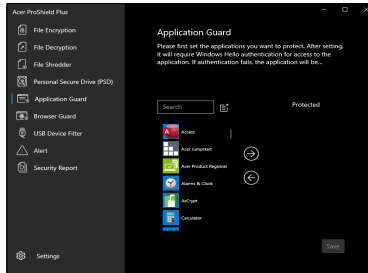 Acer ProShield Plus
File Encryption
File Decryption
File Shredder
Personal Secure Drive (PSD)
Application Guard
Browser Guard
USB Device Filter
Alert
Security Report
Settings
Application Guard
Please first set the applications you want to protect. After setting,
it will require Windows Hello authentication for access to the
application. If authentication fails, the application will be...
Search
Protected
Access
Acer Jumpstart
Acer Product Registrat
Alarms & Clock
AxCrypt
Calculator
Save